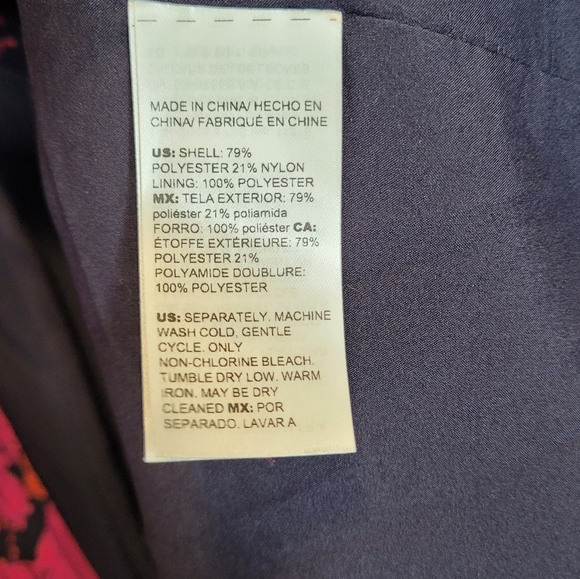 MADE IN CHINA/ HECHO EN
CHINA/ FABRIQUÉ EN CHINE
US: SHELL: 79%
POLYESTER 21% NYLON
LINING: 100% POLYESTER
MX: TELA EXTERIOR: 79%
poliéster 21% poliamida
FORRO: 100% poliéster CA:
ÉTOFFE EXTÉRIEURE: 79%
POLYESTER 21%
POLYAMIDE DOUBLURE:
100% POLYESTER
US: SEPARATELY. MACHINE
WASH COLD, GENTLE
CYCLE. ONLY
NON-CHLORINE BLEACH.
TUMBLE DRY LOW. WARM
IRON. MAY BE DRY
CLEANED MX: POR
SEPARADO. LAVAR A